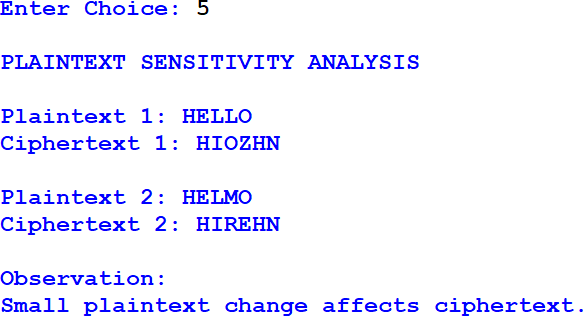 Enter Choice: 5
PLAINTEXT SENSITIVITY ANALYSIS
Plaintext 1: HELLO
Ciphertext 1: HIOZHN
Plaintext 2: HELMO
Ciphertext 2: HIREHN
Observation:
Small plaintext change affects ciphertext.